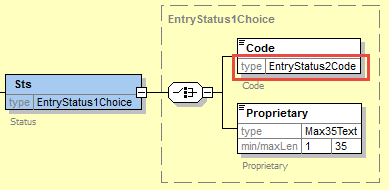 EntryStatus1Choice
Code
type EntryStatus2Code
Code
Sts
type EntryStatus1Choice
Status
Proprietary
type Max35Text
min/maxLen 1 35
Proprietary